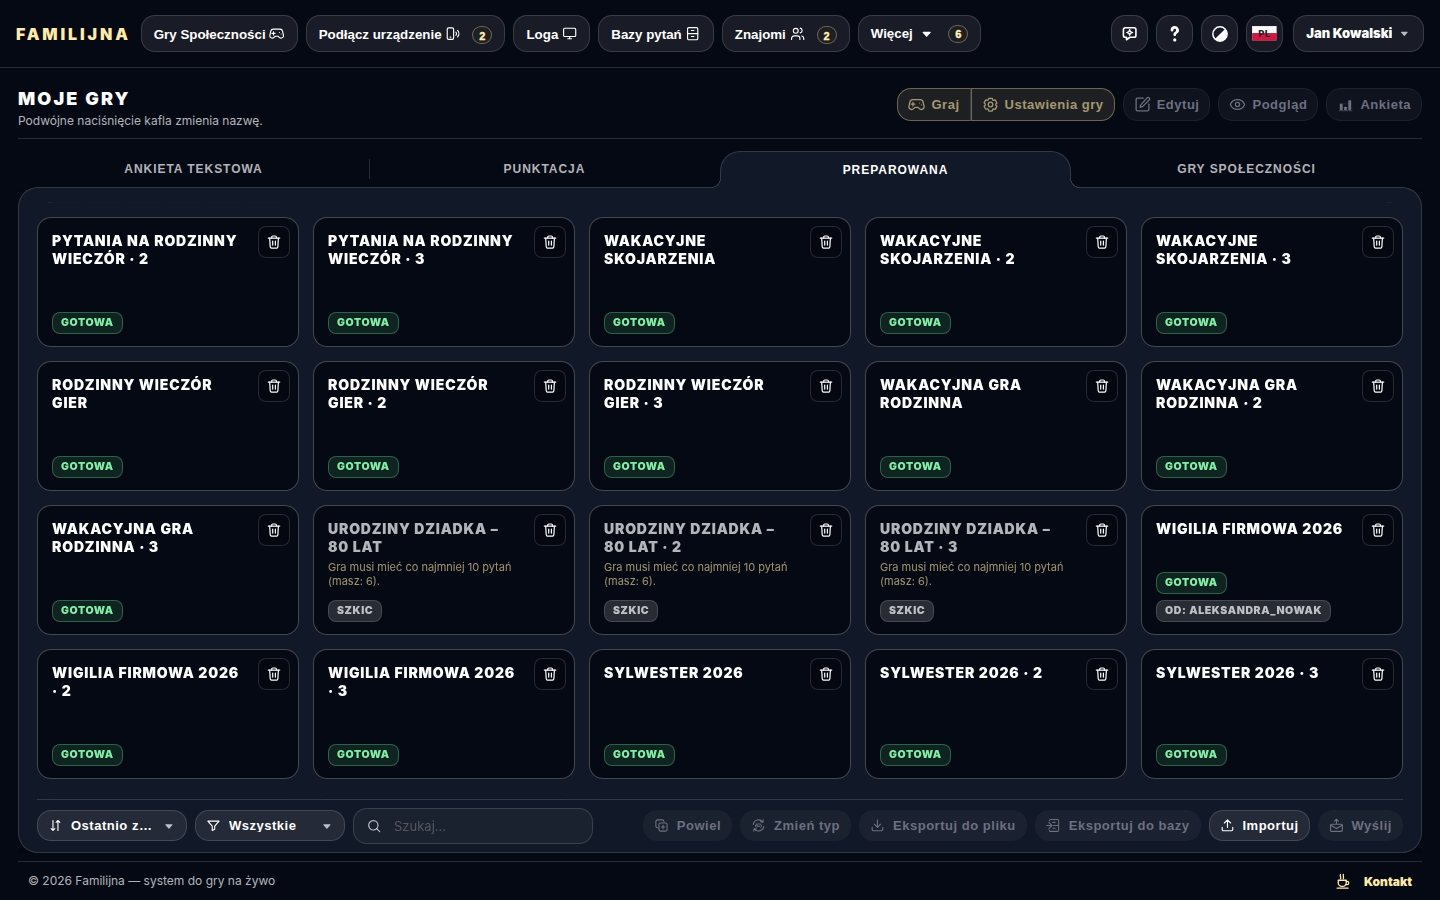 FAMILIJNA
Gry Społeczności
Podłącz urządzenie 2
Loga
Bazy pytań
Znajomi 2
Więcej 6
?
PL
Jan Kowalski
MOJE GRY
Podwójne naciśnięcie kafla zmienia nazwę.
Graj
Ustawienia gry
Edytuj
Podgląd
Ankieta
ANKIETA TEKSTOWA
PUNKTACJA
PREPAROWANA
GRY SPOŁECZNOŚCI
PYTANIA NA RODZINNY
WIECZÓR · 2
GOTOWA
PYTANIA NA RODZINNY
WIECZÓR · 3
GOTOWA
WAKACYJNE
SKOJARZENIA
GOTOWA
WAKACYJNE
SKOJARZENIA · 2
GOTOWA
WAKACYJNE
SKOJARZENIA · 3
GOTOWA
RODZINNY WIECZÓR
GIER
GOTOWA
RODZINNY WIECZÓR
GIER · 2
GOTOWA
RODZINNY WIECZÓR
GIER · 3
GOTOWA
WAKACYJNA GRA
RODZINNA
GOTOWA
WAKACYJNA GRA
RODZINNA · 2
GOTOWA
WAKACYJNA GRA
RODZINNA · 3
GOTOWA
URODZINY DZIADKA –
80 LAT
Gra musi mieć co najmniej 10 pytań
(masz: 6).
SZKIC
URODZINY DZIADKA –
80 LAT · 2
Gra musi mieć co najmniej 10 pytań
(masz: 6).
SZKIC
URODZINY DZIADKA –
80 LAT · 3
Gra musi mieć co najmniej 10 pytań
(masz: 6).
SZKIC
WIGILIA FIRMOWA 2026
GOTOWA
OD: ALEKSANDRA_NOWAK
WIGILIA FIRMOWA 2026
· 2
GOTOWA
WIGILIA FIRMOWA 2026
· 3
GOTOWA
SYLWESTER 2026
GOTOWA
SYLWESTER 2026 · 2
GOTOWA
SYLWESTER 2026 · 3
GOTOWA
Ostatnio z...
Wszystkie
Szukaj...
Powiel
Zmień typ
Eksportuj do pliku
Eksportuj do bazy
Importuj
Wyślij
© 2026 Familijna — system do gry na żywo
Kontakt